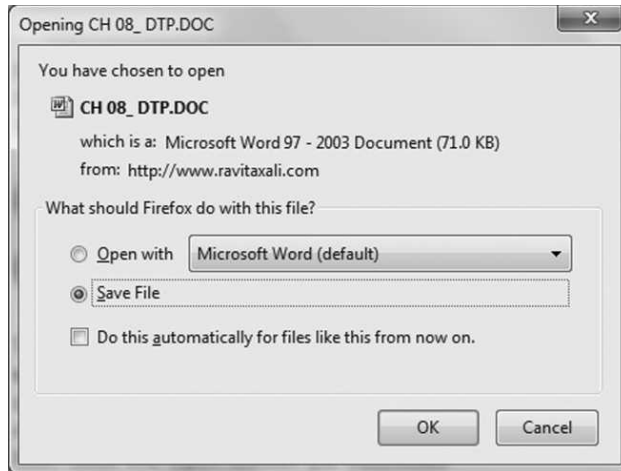 Opening CH 08_ DTP.DOC
You have chosen to open
CH 08_ DTP.DOC
which is a: Microsoft Word 97 - 2003 Document (71.0 KB)
from: http://www.ravitaxali.com
What should Firefox do with this file?
Open with Microsoft Word (default)
Save File
Do this automatically for files like this from now on.
OK Cancel